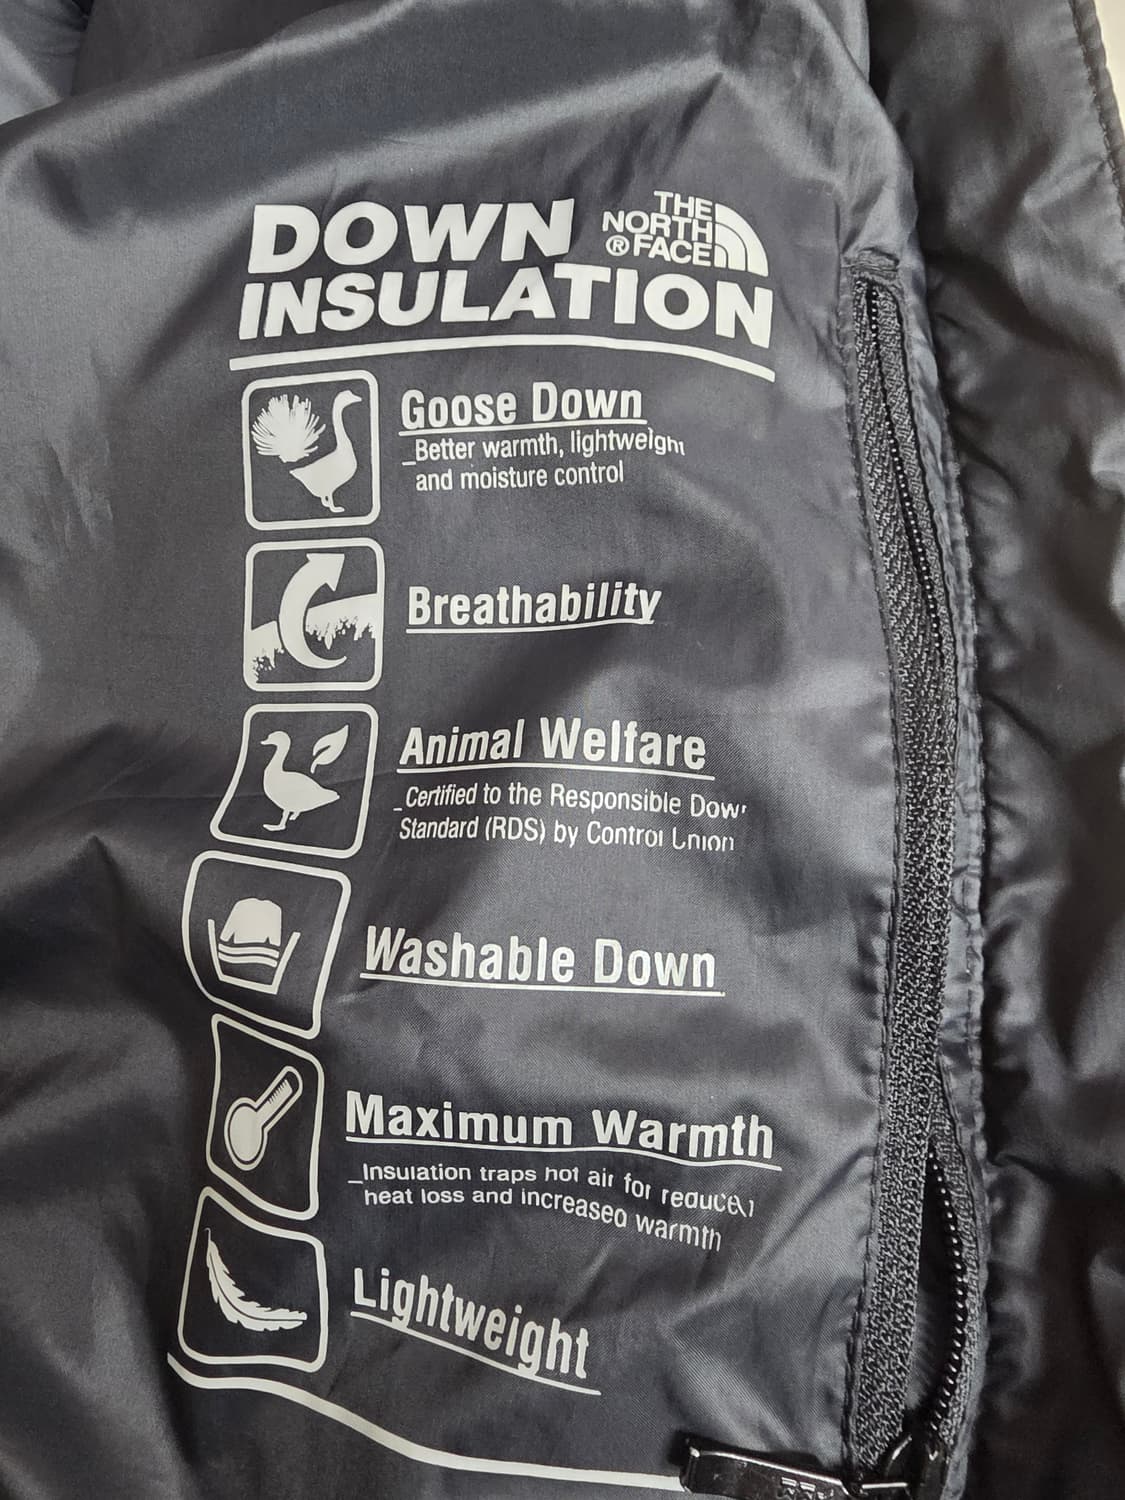 DOWN
THE
NORTH
® FACE
INSULATION
Goose Down
_Better warmth, lightweight
and moisture control
Breathability
Animal Welfare
_Certified to the Responsible Down
Standard (RDS) by Control Union
Washable Down
Maximum Warmth
_Insulation traps hot air for reduced
heat loss and increased warmth
Lightweight